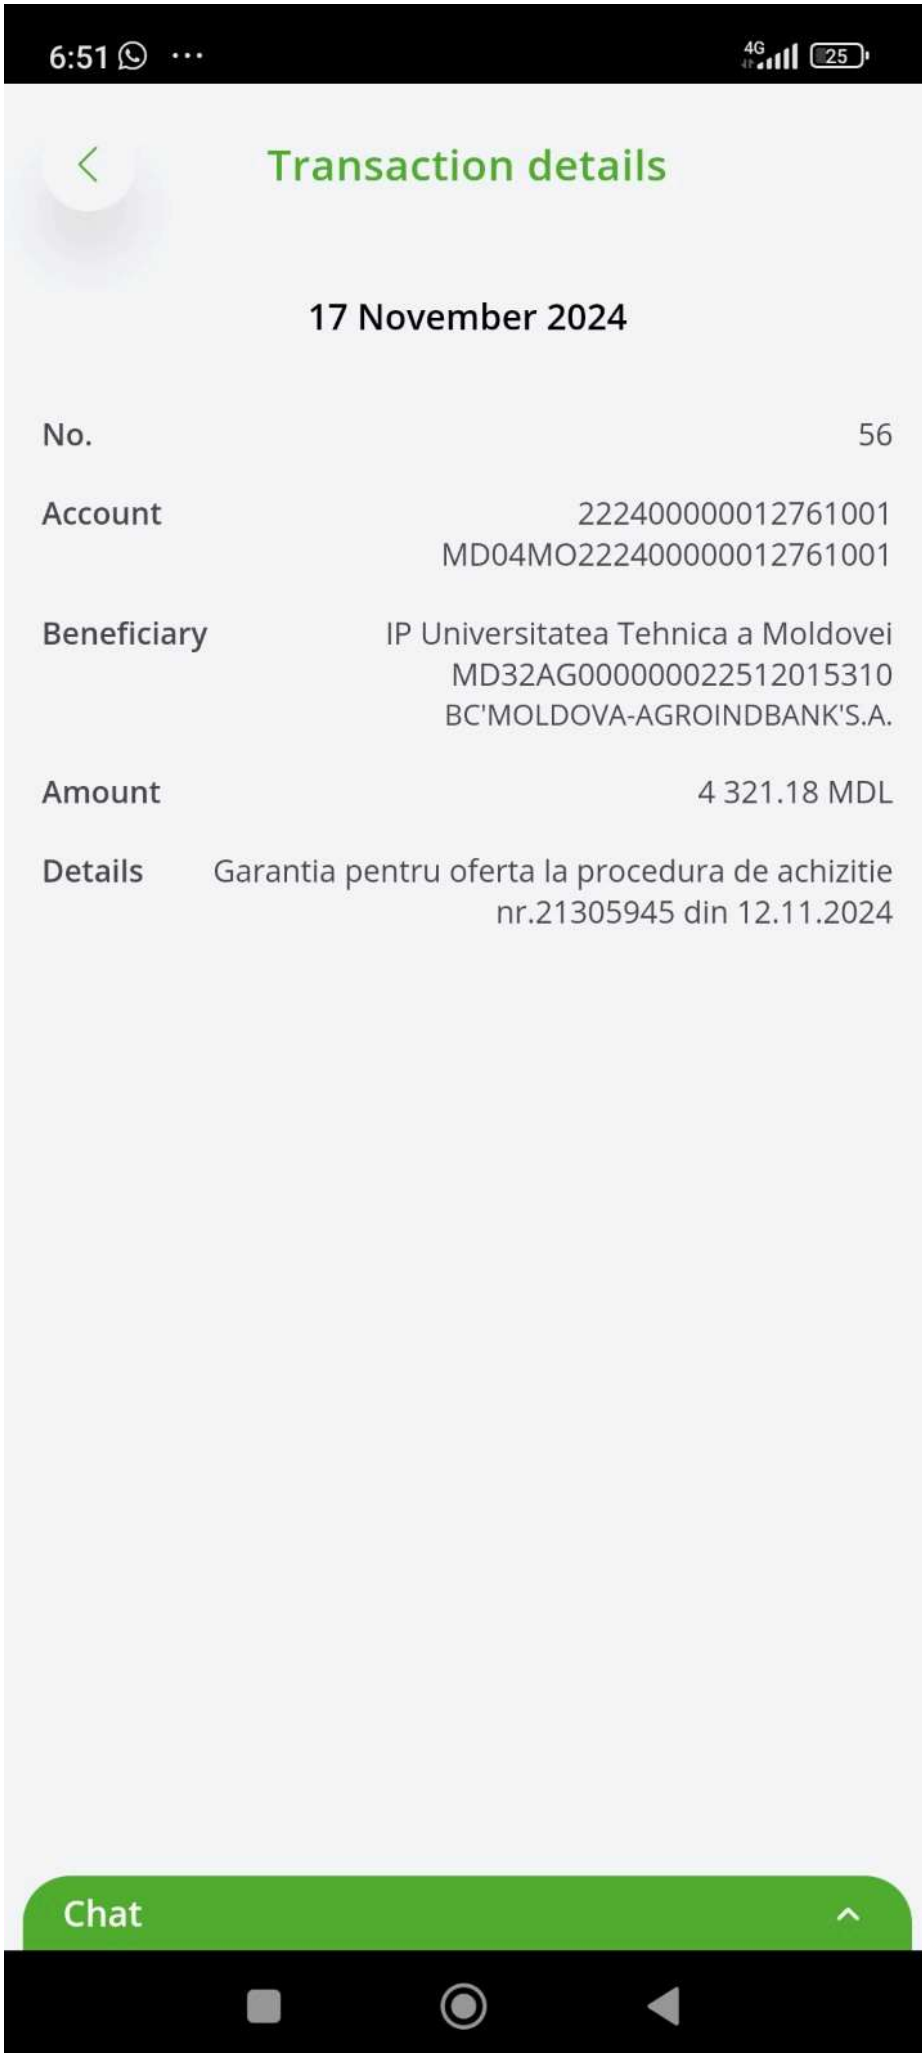 6:51
4G
25
Transaction details
17 November 2024
No.
56
Account
222400000012761001
MD04MO222400000012761001
Beneficiary
IP Universitatea Tehnica a Moldovei
MD32AG000000022512015310
BC'MOLDOVA-AGROINDBANK'S.A.
Amount
4 321.18 MDL
Details
Garantia pentru oferta la procedura de achizitie
nr.21305945 din 12.11.2024
Chat